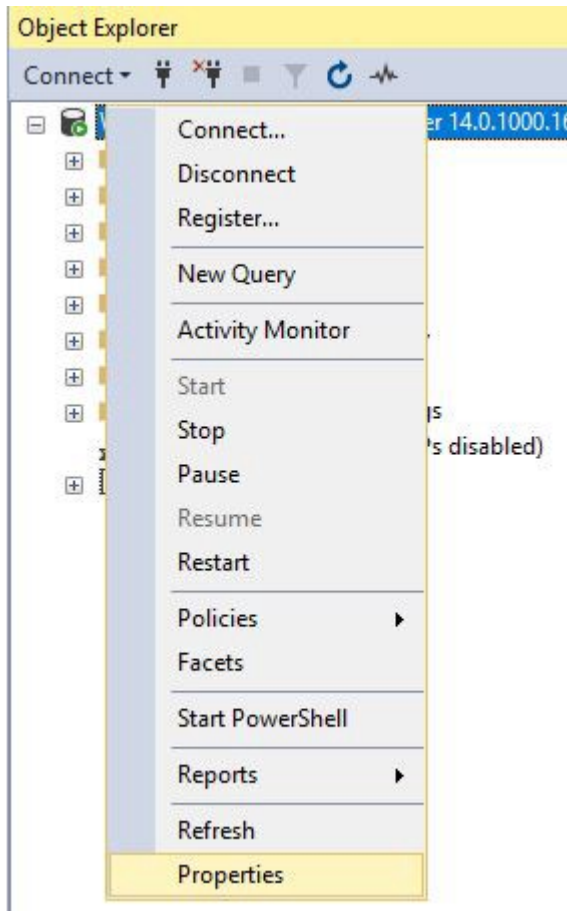 Object Explorer
Connect
er 14.0.1000.16
Connect...
Disconnect
Register...
New Query
Activity Monitor
Start
gs
Stop
's disabled)
Pause
Resume
Restart
Policies
Facets
Start PowerShell
Reports
Refresh
Properties